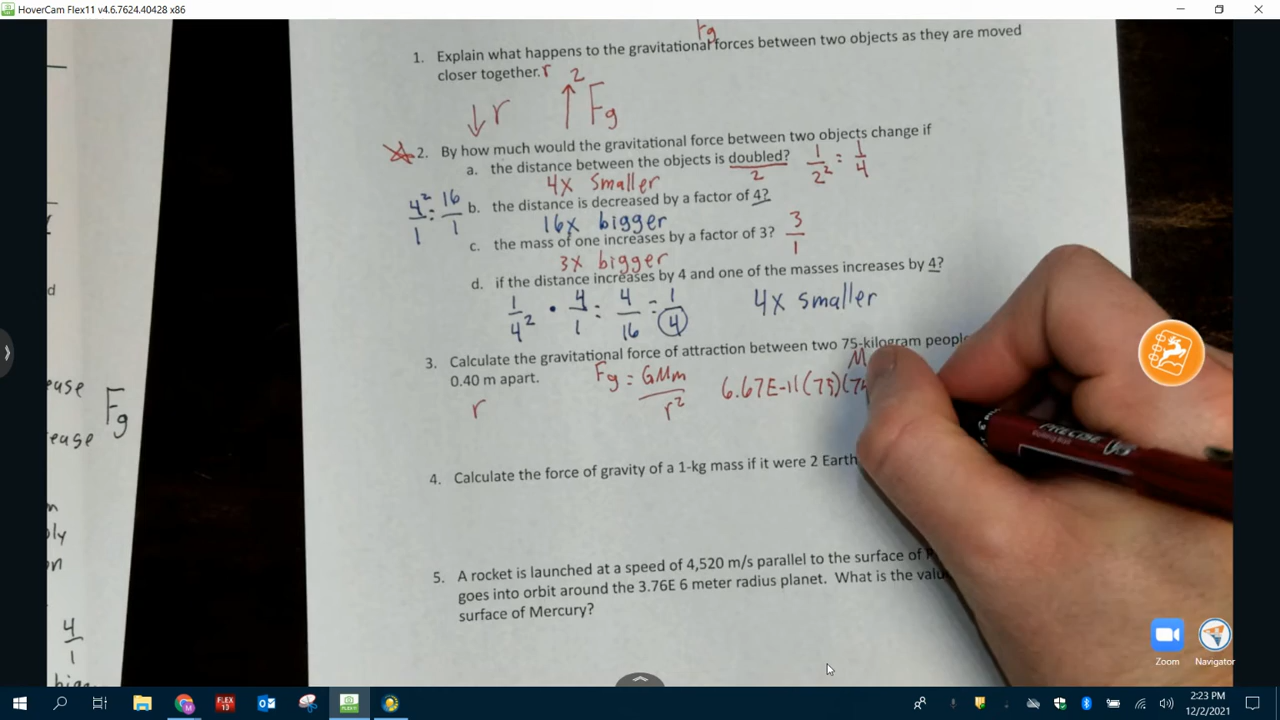 HoverCam Flex11 v4.6.7624.40428 x86
Fg
1. Explain what happens to the gravitational forces between two objects as they are moved
closer together. r
↓ r ↑2 Fg
2. By how much would the gravitational force between two objects change if
a. the distance between the objects is doubled? 1/2² = 1/4
4x Smaller 2
4²/1 = 16/1 b. the distance is decreased by a factor of 4?
16x bigger
c. the mass of one increases by a factor of 3? 3/1
3x bigger
d. if the distance increases by 4 and one of the masses increases by 4?
1/4² • 4/1 = 4/16 = 1/4 4x smaller
3. Calculate the gravitational force of attraction between two 75-kilogram people
0.40 m apart. Fg = GMm/r² 6.67E-11(75)(75
M
r
4. Calculate the force of gravity of a 1-kg mass if it were 2 Earth
5. A rocket is launched at a speed of 4,520 m/s parallel to the surface of
goes into orbit around the 3.76E 6 meter radius planet. What is the
surface of Mercury?
ease
Fg
ease
4/1
Zoom
Navigator
FLEX
2:23 PM
12/2/2021